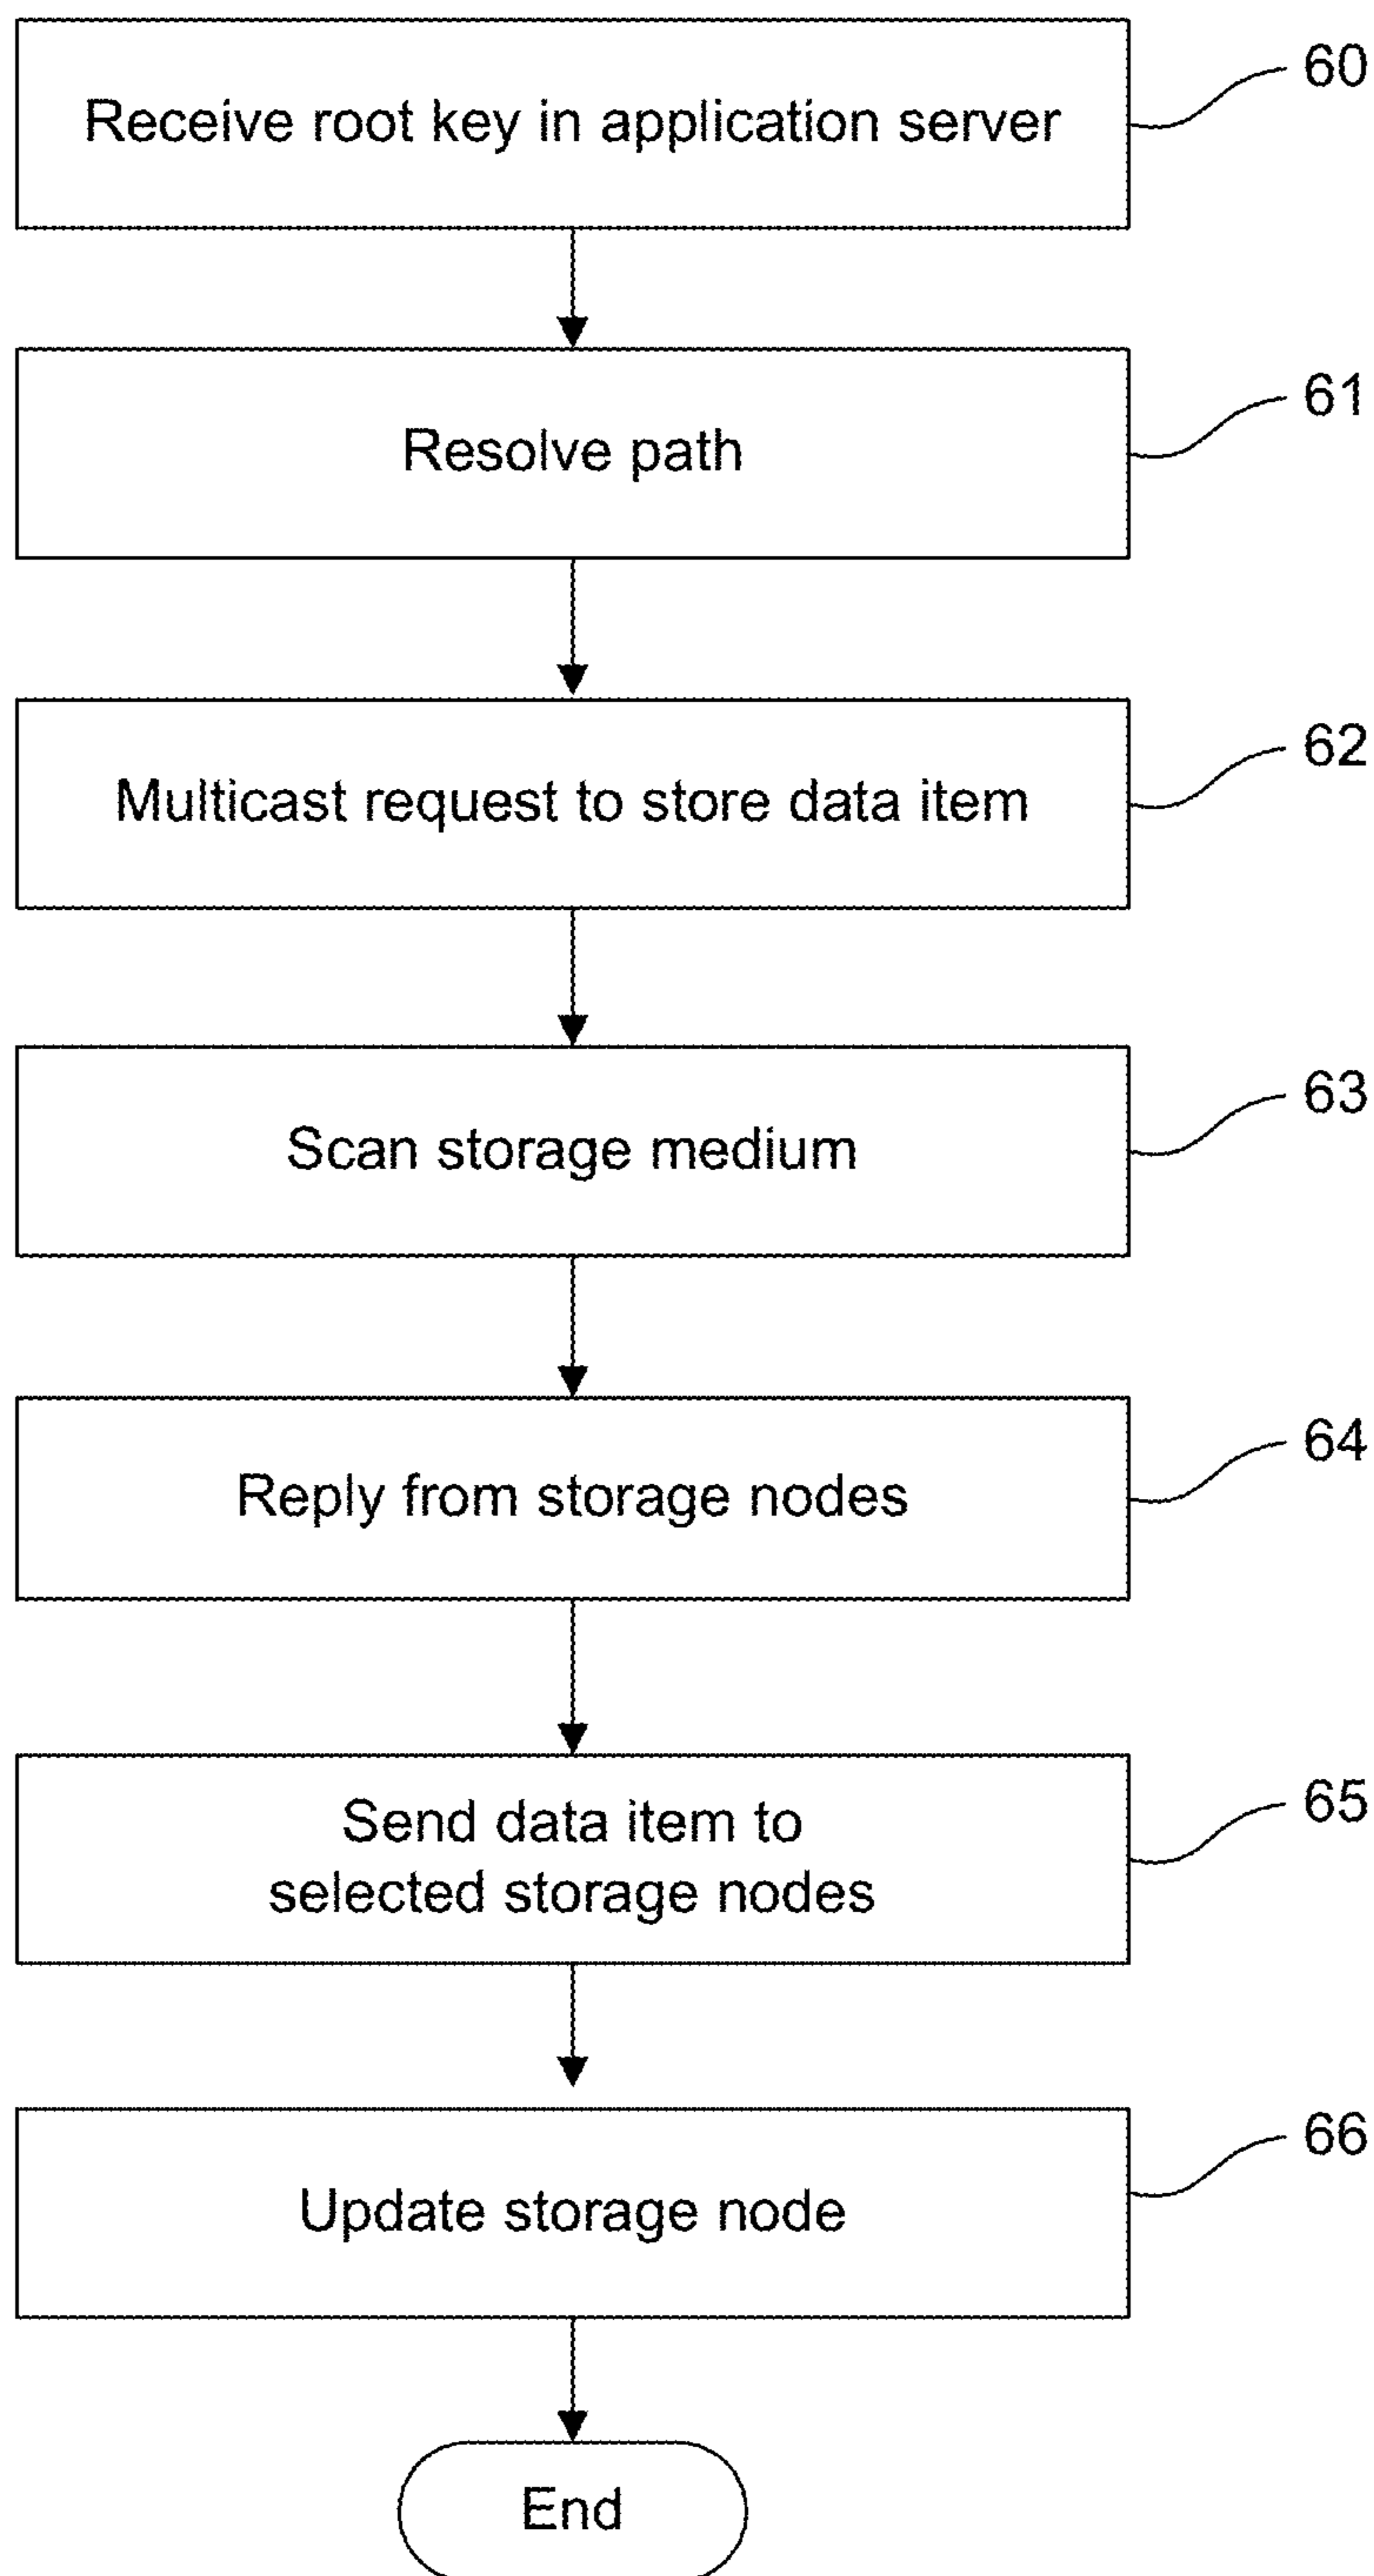 Receive root key in application server
60
Resolve path
61
Multicast request to store data item
62
Scan storage medium
63
Reply from storage nodes
64
Send data item to
selected storage nodes
65
Update storage node
66
End